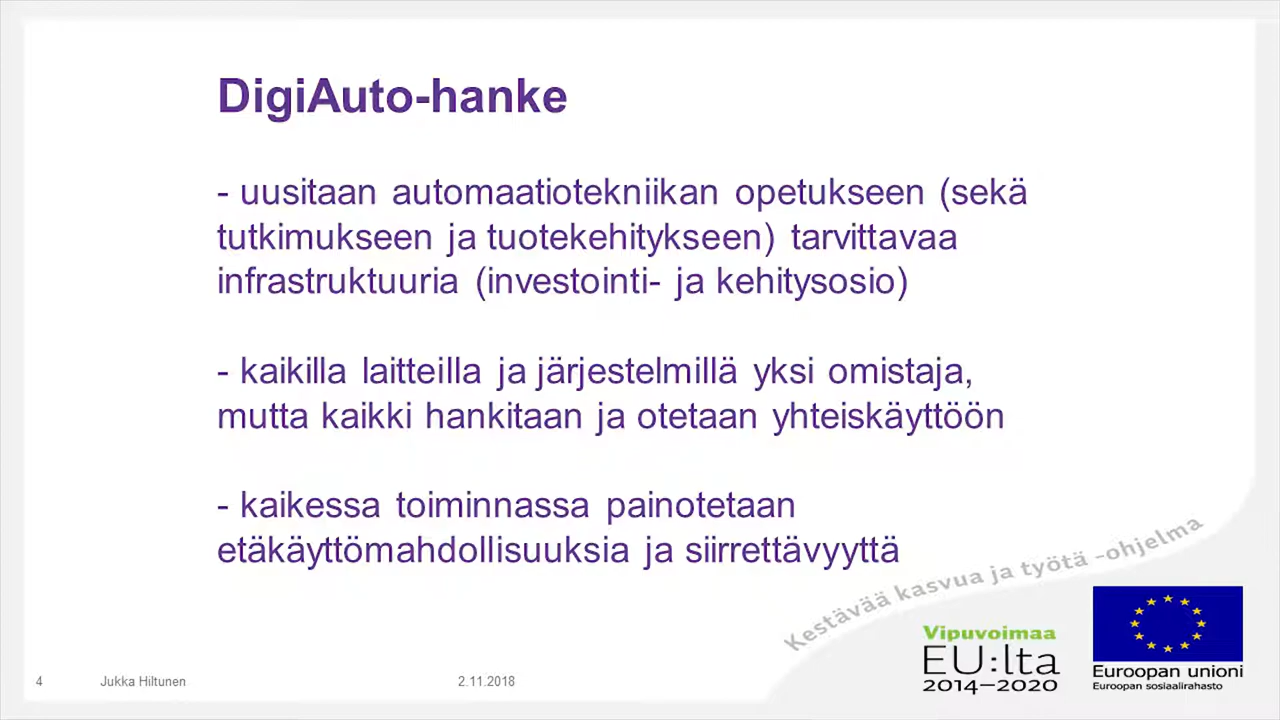 DigiAuto-hanke
- uusitaan automaatiotekniikan opetukseen (sekä
tutkimukseen ja tuotekehitykseen) tarvittavaa
infrastruktuuria (investointi- ja kehitysosio)
- kaikilla laitteilla ja järjestelmillä yksi omistaja,
mutta kaikki hankitaan ja otetaan yhteiskäyttöön
- kaikessa toiminnassa painotetaan
etäkäyttömahdollisuuksia ja siirrettävyyttä
Kestävää kasvua ja työtä -ohjelma
Vipuvoimaa
EU:lta
2014–2020
Euroopan unioni
Euroopan sosiaalirahasto
4 Jukka Hiltunen 2.11.2018